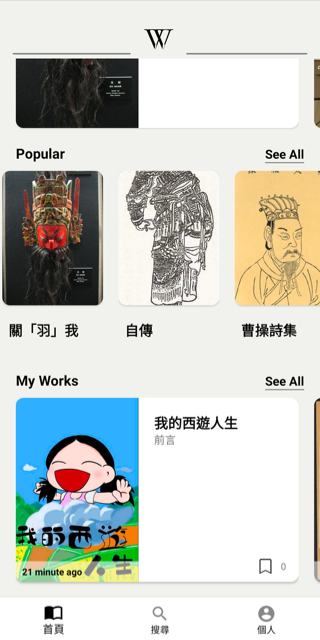 W
Popular
See All
關「羽」我
自傳
曹操詩集
My Works
See All
我的西遊人生
前言
我的西遊
人生
21 minute ago
0
首頁
搜尋
個人